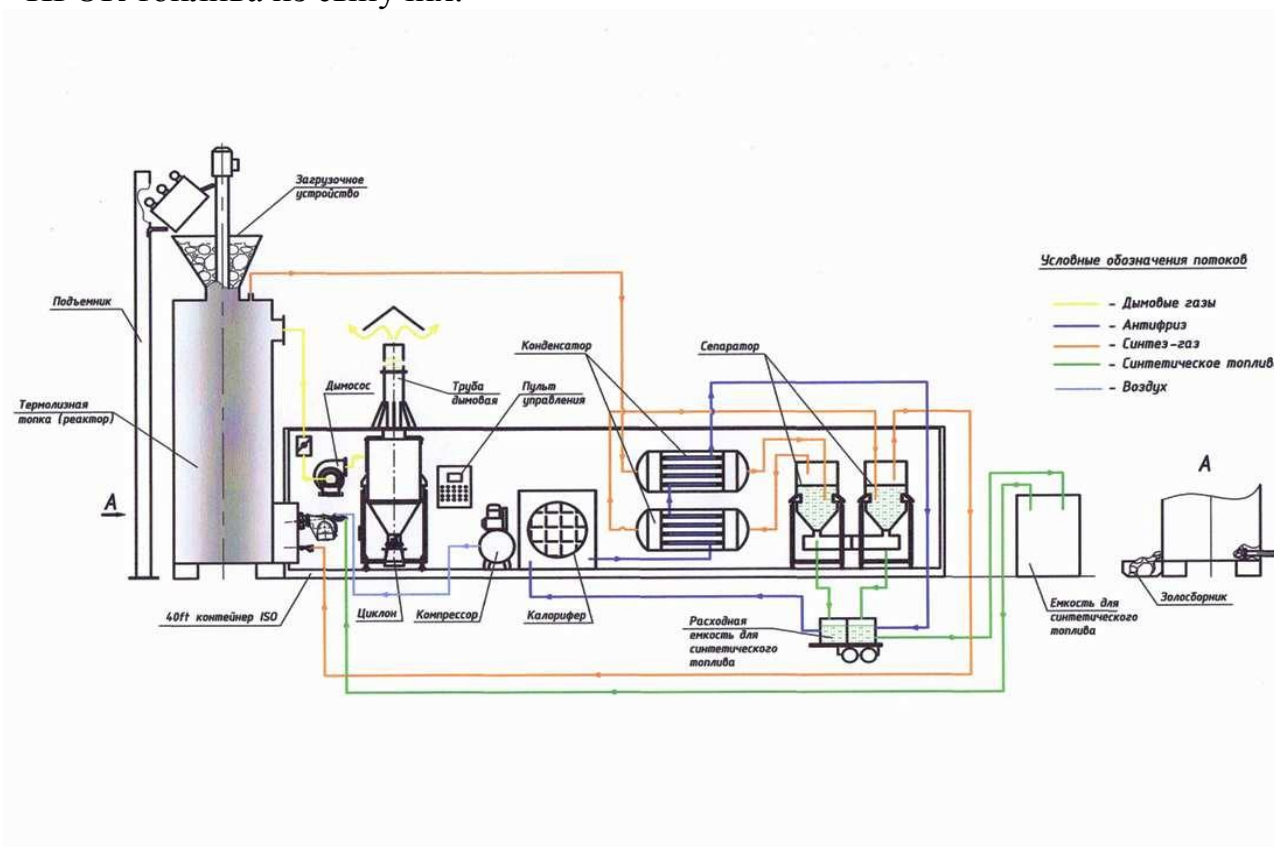 Загрузочное
устройство
Условные обозначения потоков
Подъемник
- Дымовые газы
- Антифриз
- Синтез-газ
- Синтетическое топлив
- Воздух
Конденсатор
Сепаратор
Дымосос
Труба
дымовая
Пульт
управления
Термолизная
топка (реактор)
А
А
40ft контейнер ISO
Циклон
Компрессор
Калорифер
Расходная
емкость для
синтетического
топлива
Емкость для
синтетического
топлива
Золосборник